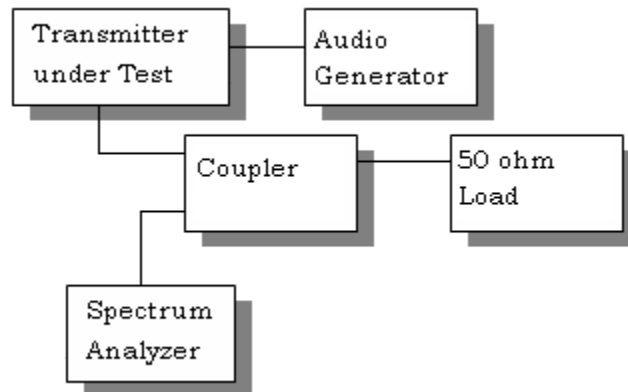 Transmitter
under Test
Audio
Generator
Coupler
50 ohm
Load
Spectrum
Analyzer